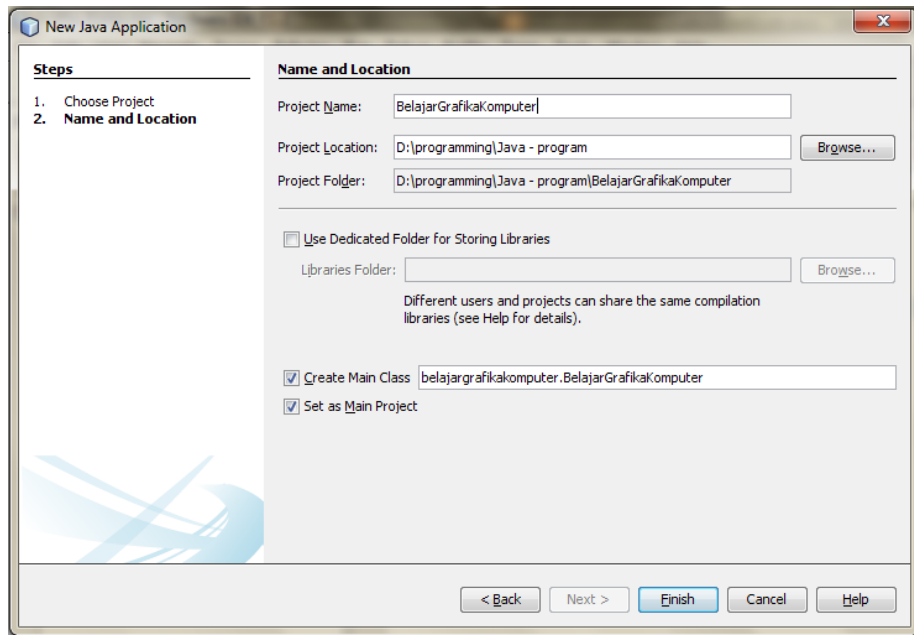 New Java Application
Steps
1. Choose Project
2. Name and Location
Name and Location
Project Name: BelajarGrafikaKomputer
Project Location: D:\programming\Java - program Browse...
Project Folder: D:\programming\Java - program\BelajarGrafikaKomputer
Use Dedicated Folder for Storing Libraries
Libraries Folder: Browse...
Different users and projects can share the same compilation
libraries (see Help for details).
Create Main Class belajargrafikakomputer.BelajarGrafikaKomputer
Set as Main Project
< Back Next > Finish Cancel Help